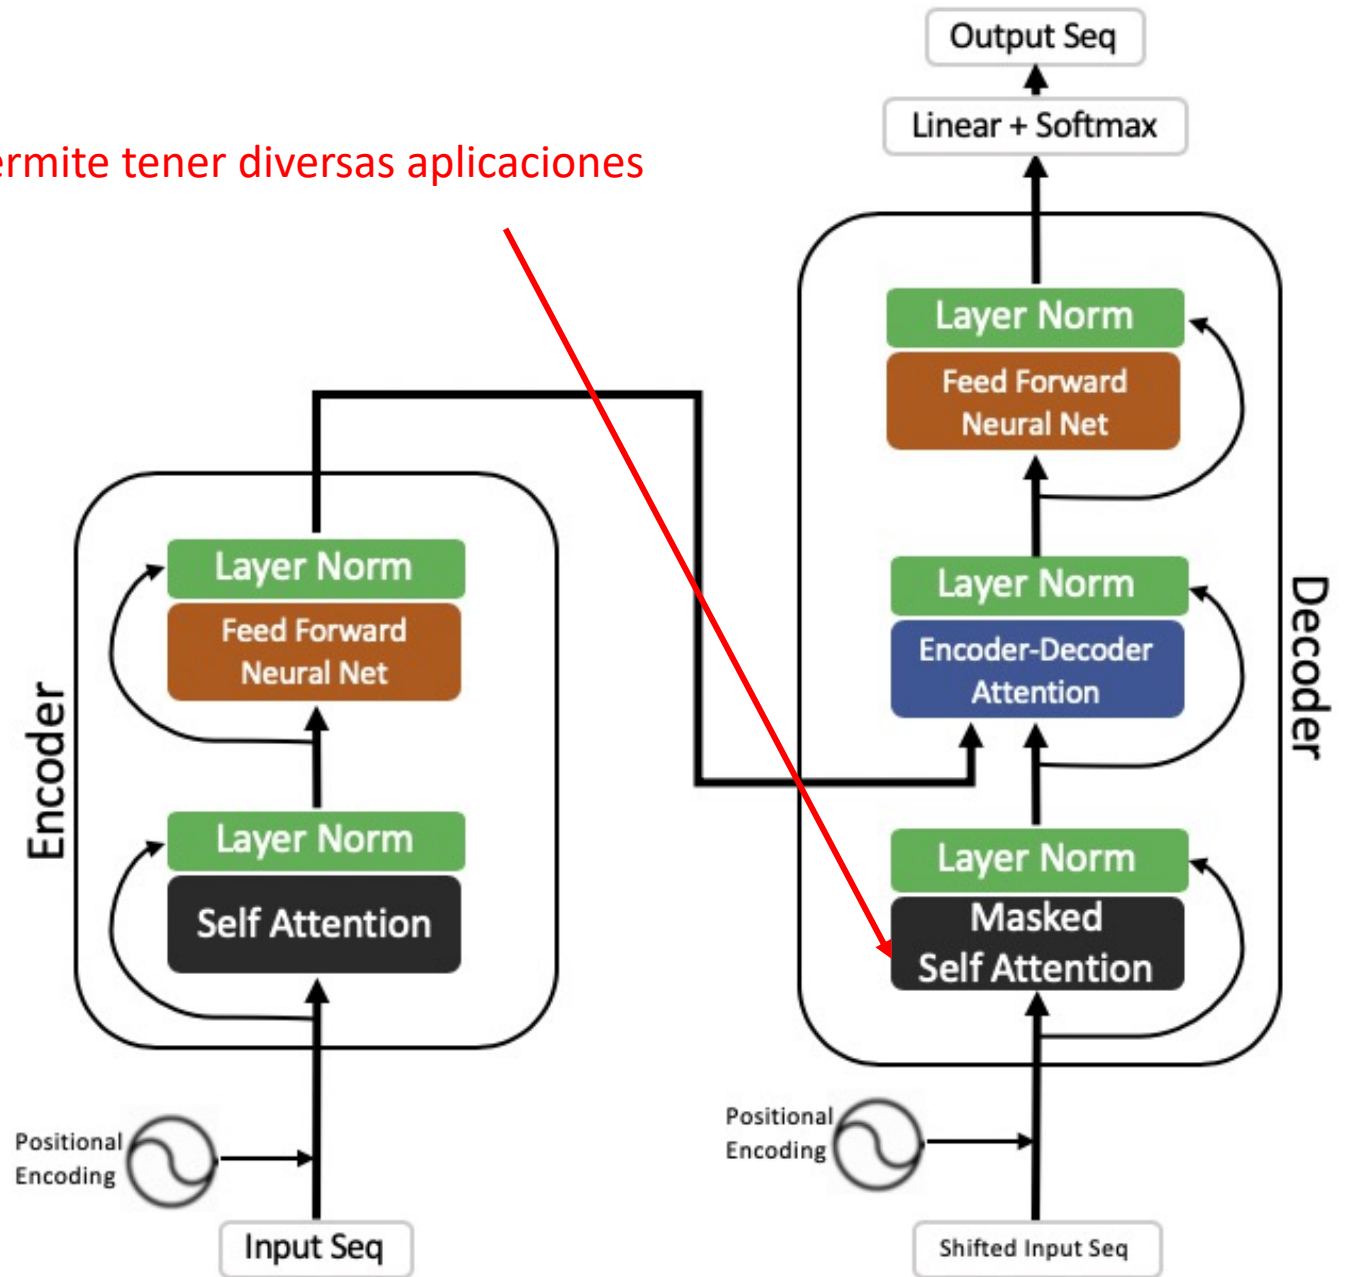 Output Seq
Linear + Softmax
ermite tener diversas aplicaciones
Layer Norm
Feed Forward
Neural Net
Layer Norm
Encoder-Decoder
Attention
Layer Norm
Masked
Self Attention
Decoder
Positional
Encoding
Shifted Input Seq
Layer Norm
Feed Forward
Neural Net
Layer Norm
Self Attention
Encoder
Positional
Encoding
Input Seq